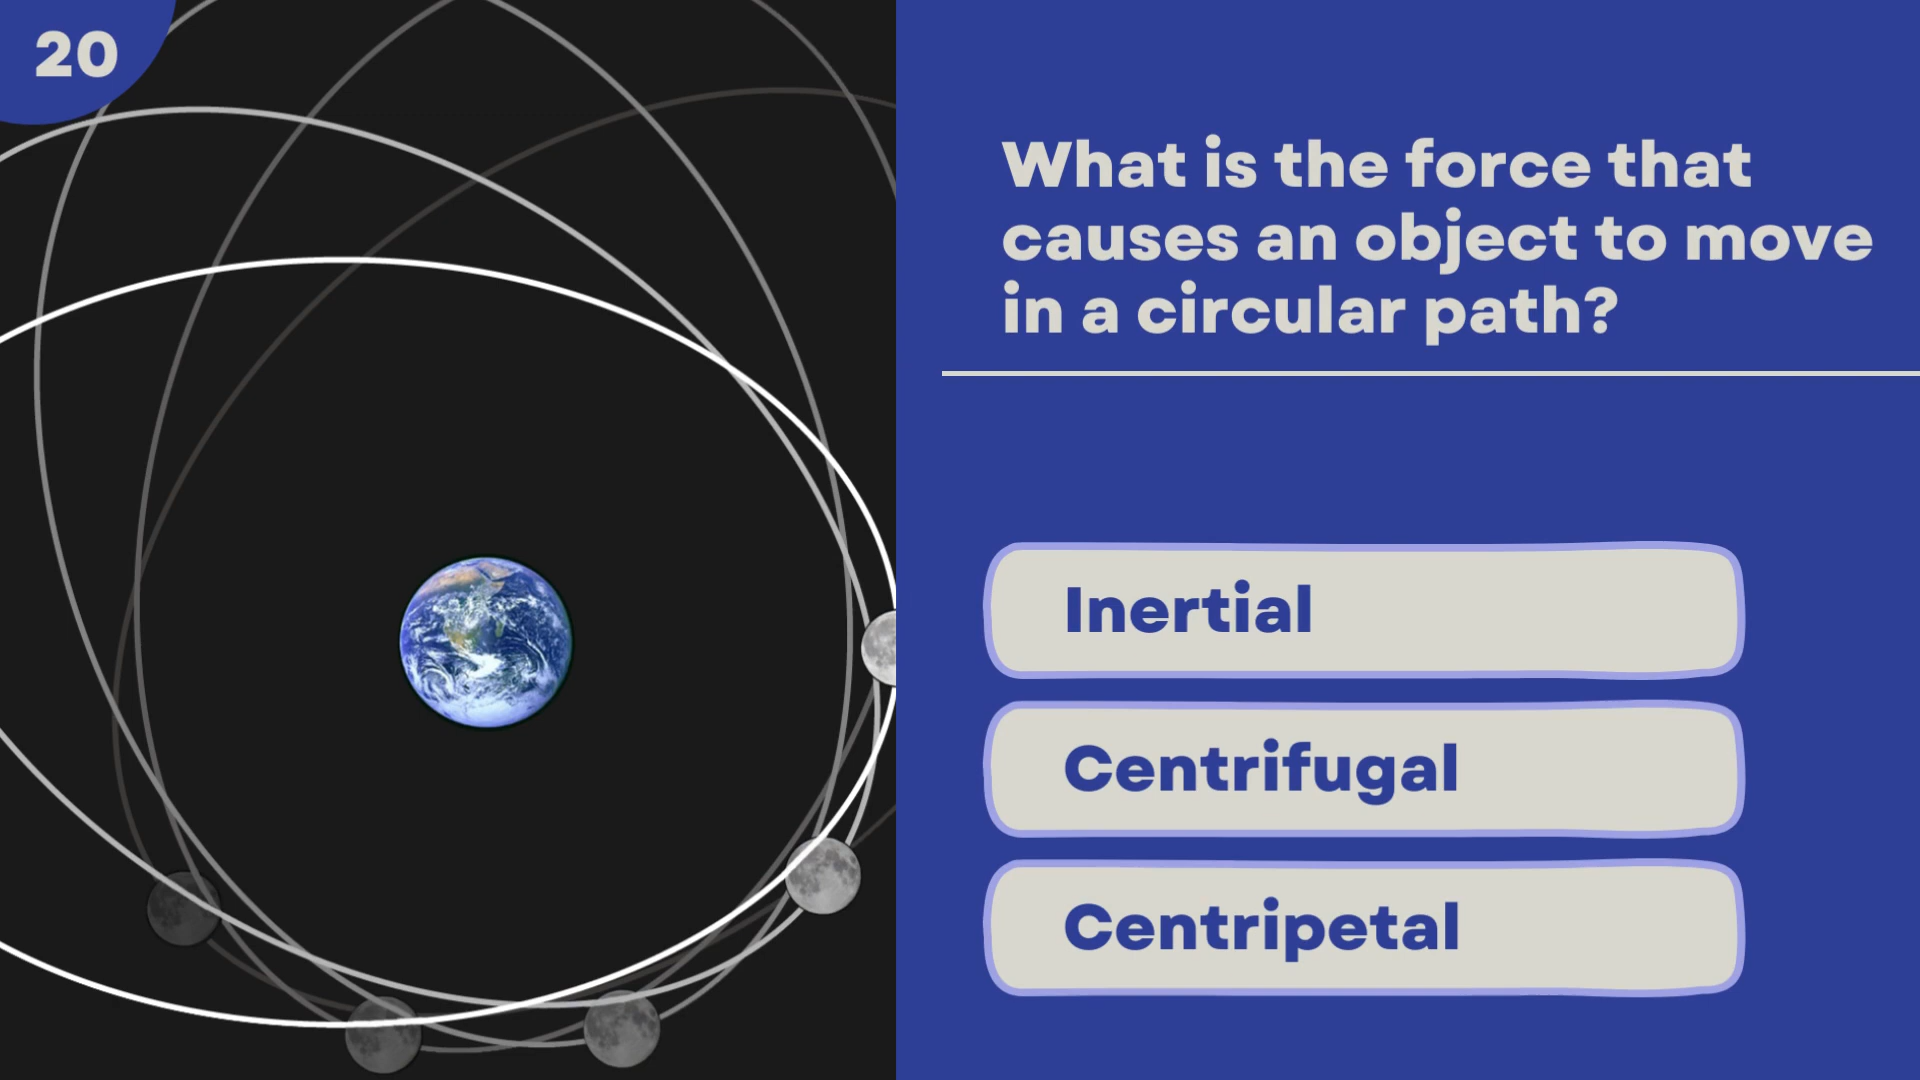 20
What is the force that
causes an object to move
in a circular path?
Inertial
Centrifugal
Centripetal